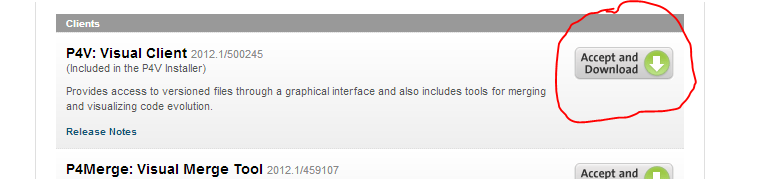 Clients
P4V: Visual Client 2012.1/500245
(Included in the P4V Installer)
Accept and
Download
Provides access to versioned files through a graphical interface and also includes tools for merging
and visualizing code evolution.
Release Notes
P4Merge: Visual Merge Tool 2012.1/459107
Accept and